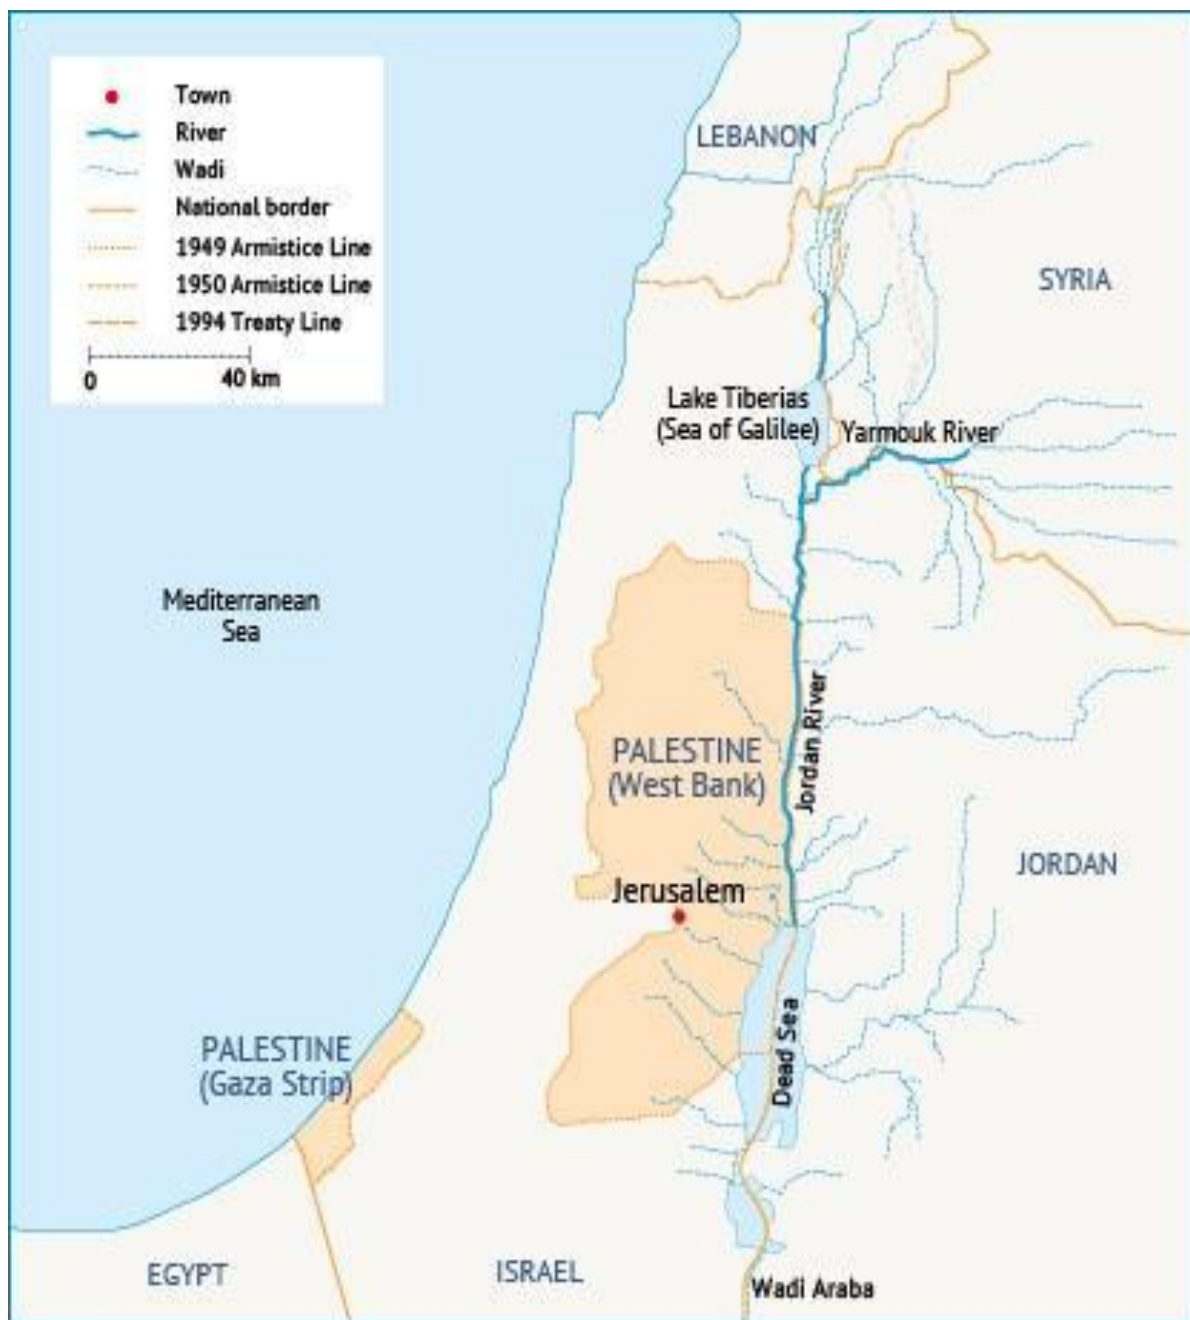 Town
River
Wadi
National border
1949 Armistice Line
1950 Armistice Line
1994 Treaty Line
0
40 km
LEBANON
SYRIA
Lake Tiberias
(Sea of Galilee)
Yarmouk River
Mediterranean
Sea
Jordan River
PALESTINE
(West Bank)
JORDAN
Jerusalem
Dead Sea
PALESTINE
(Gaza Strip)
EGYPT
ISRAEL
Wadi Araba